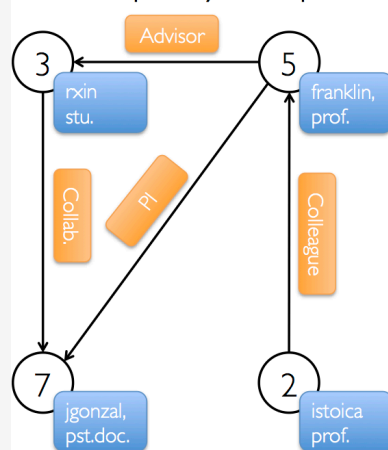 Advisor
3
5
rxin
stu.
franklin,
prof.
Collab.
PI
Colleague
7
2
jgonzal,
pst.doc.
istoica
prof.